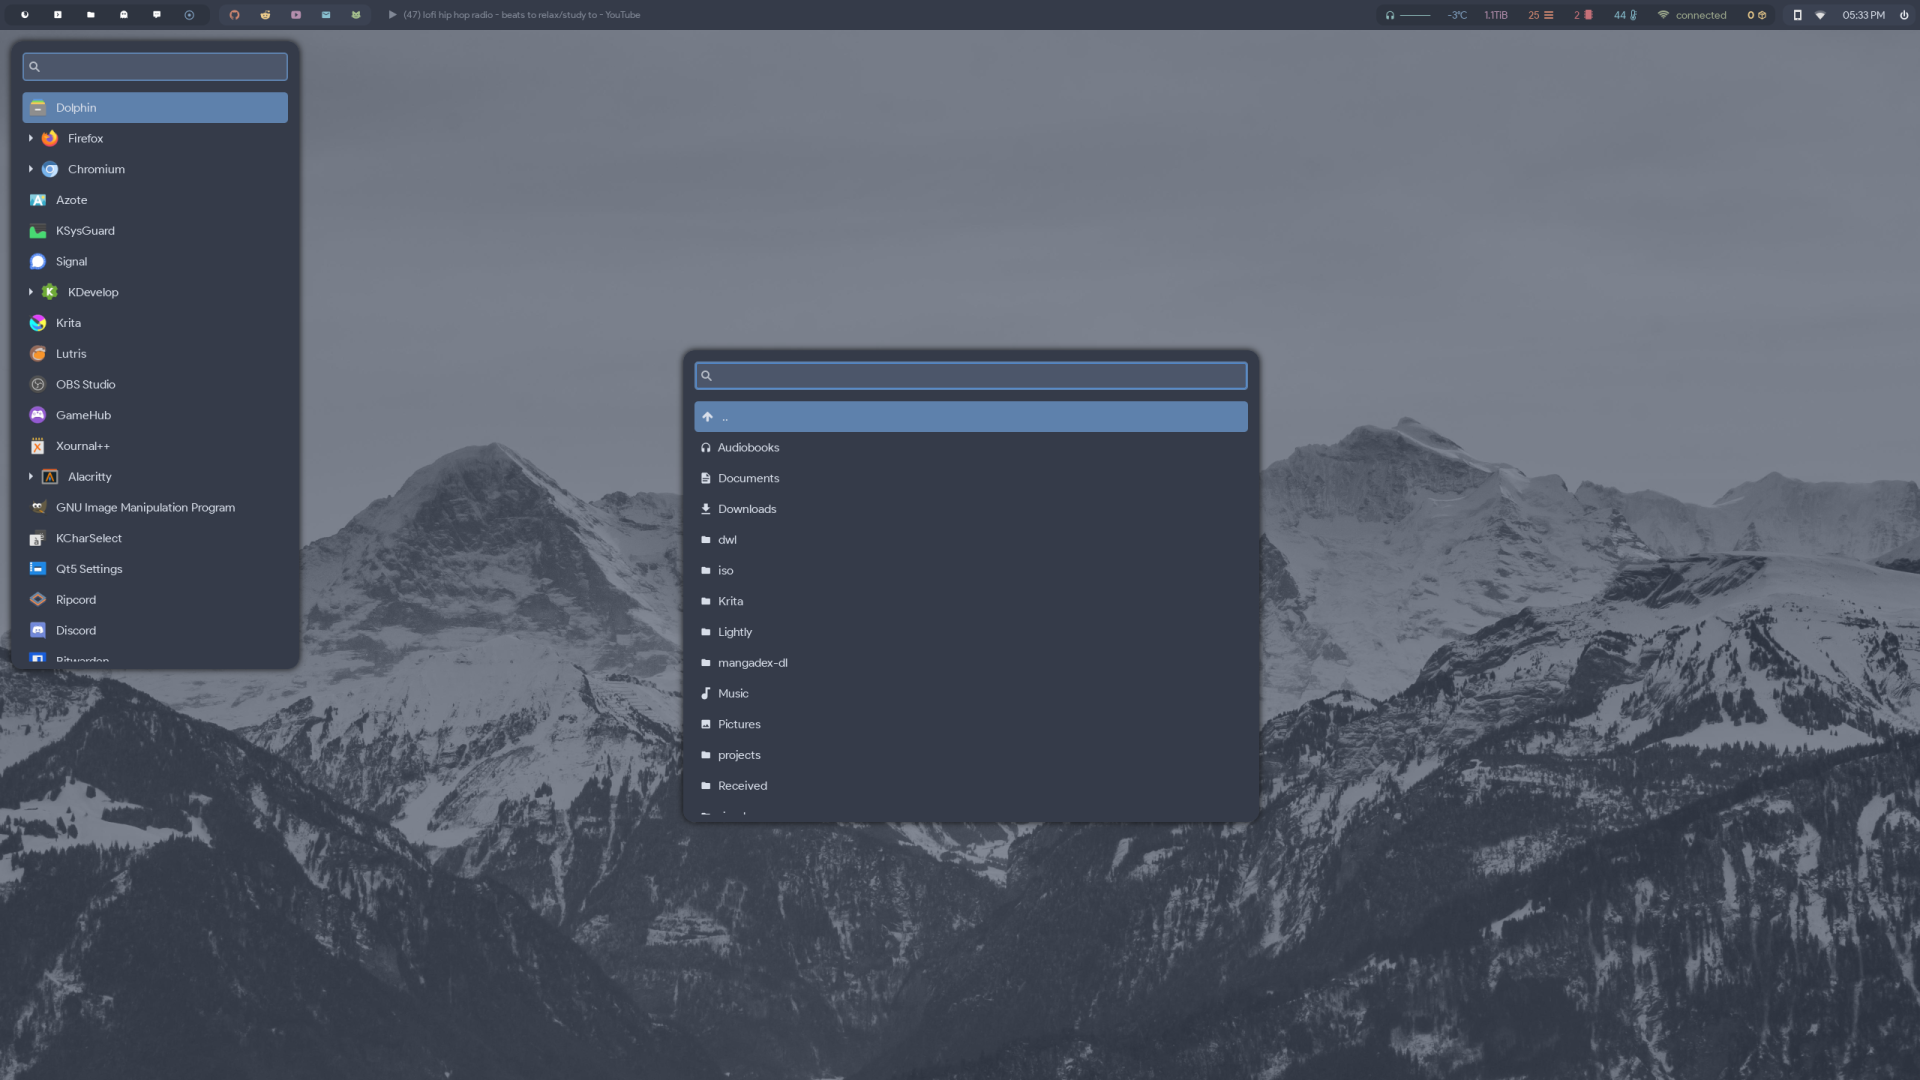 (47) lofi hip hop radio - beats to relax/study to - YouTube
-3°C
1.1TiB
25
2
44
connected
0
05:33 PM
Dolphin
Firefox
Chromium
Azote
KSysGuard
Signal
KDevelop
Krita
Lutris
OBS Studio
GameHub
Xournal++
Alacritty
GNU Image Manipulation Program
KCharSelect
Qt5 Settings
Ripcord
Discord
Bitwarden
..
Audiobooks
Documents
Downloads
dwl
iso
Krita
Lightly
mangadex-dl
Music
Pictures
projects
Received